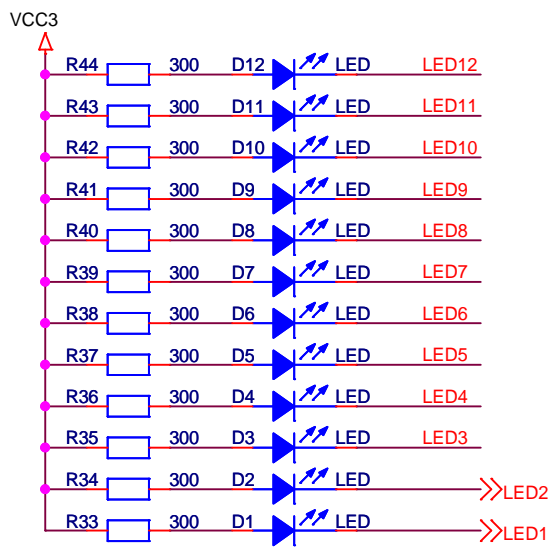 VCC3
R44 300 D12 LED LED12
R43 300 D11 LED LED11
R42 300 D10 LED LED10
R41 300 D9 LED LED9
R40 300 D8 LED LED8
R39 300 D7 LED LED7
R38 300 D6 LED LED6
R37 300 D5 LED LED5
R36 300 D4 LED LED4
R35 300 D3 LED LED3
R34 300 D2 LED LED2
R33 300 D1 LED LED1